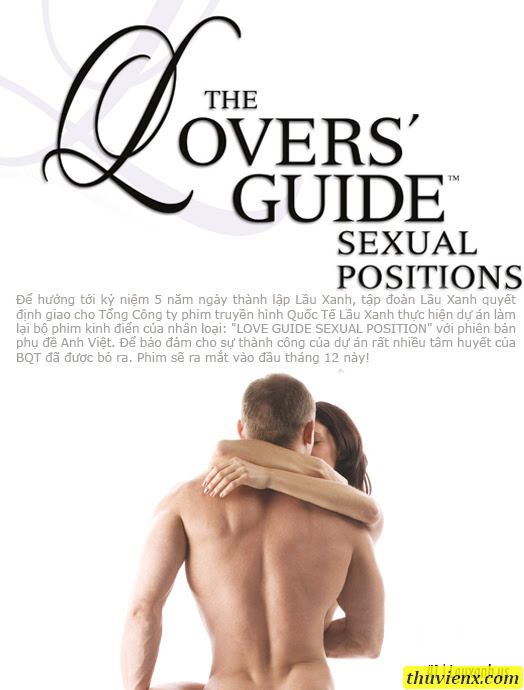 THE
LOVERS’
GUIDE™
SEXUAL
POSITIONS
Để hướng tới kỷ niệm 5 năm ngày thành lập Lầu Xanh, tập đoàn Lầu Xanh quyết
định giao cho Tổng Công ty phim truyền hình Quốc Tế Lầu Xanh thực hiện dự án làm
lại bộ phim kinh điển của nhân loại: "LOVE GUIDE SEXUAL POSITION" với phiên bản
phụ đề Anh Việt. Để bảo đảm cho sự thành công của dự án rất nhiều tâm huyết của
BQT đã được bỏ ra. Phim sẽ ra mắt vào đầu tháng 12 này!
thuvienx.com